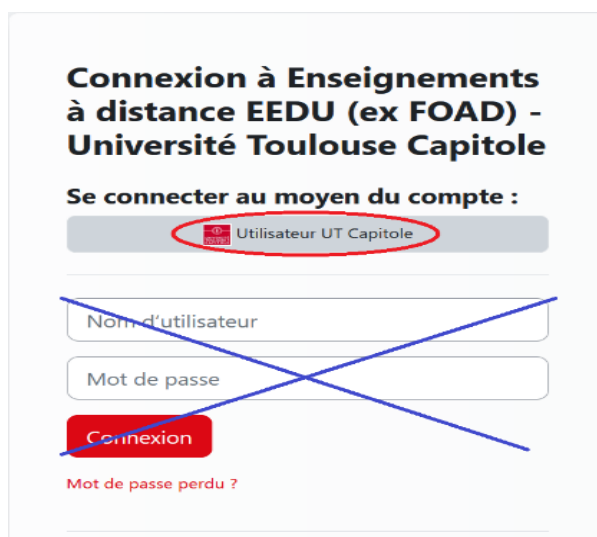 Connexion à Enseignements
à distance EEDU (ex FOAD) -
Université Toulouse Capitole
Se connecter au moyen du compte :
Utilisateur UT Capitole
Nom d'utilisateur
Mot de passe
Connexion
Mot de passe perdu ?